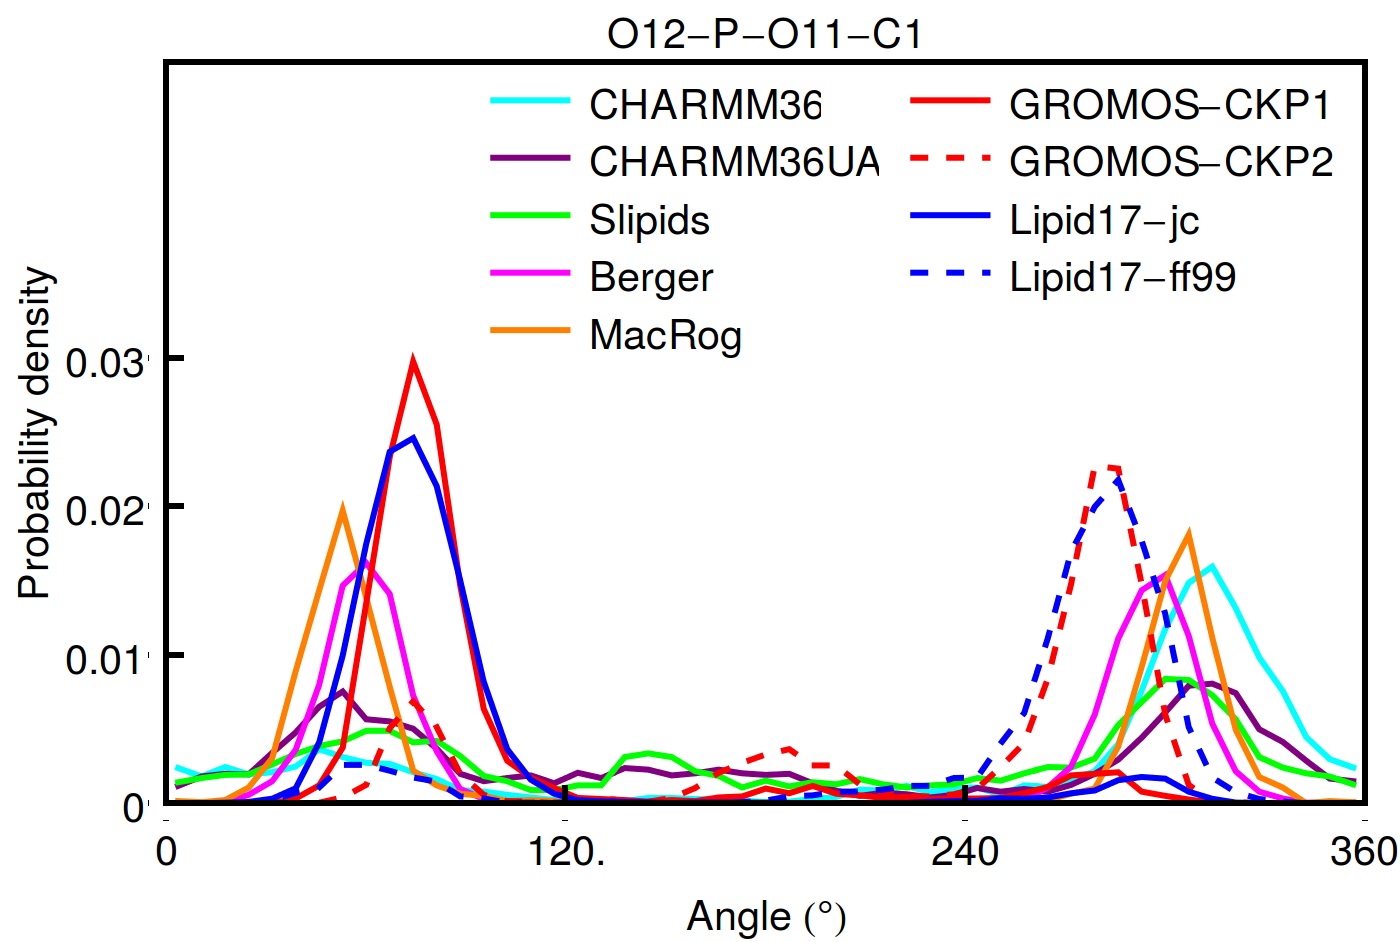 O12−P−O11−C1
CHARMM36
CHARMM36UA
Slipids
Berger
MacRog
GROMOS−CKP1
GROMOS−CKP2
Lipid17−jc
Lipid17−ff99
Probability density
0.03
0.02
0.01
0
0 120. 240 360
Angle (°)